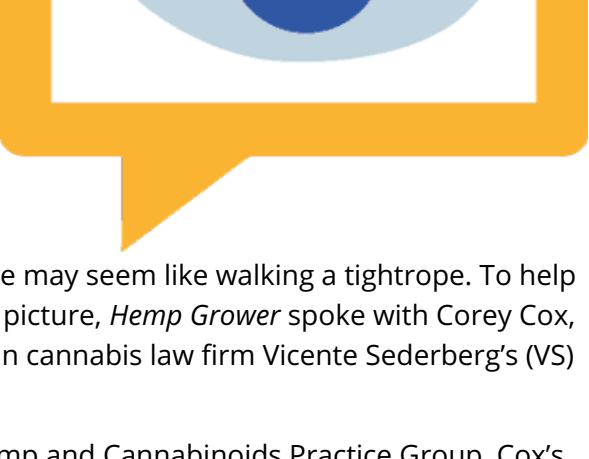 e may seem like walking a tightrope. To help
picture, Hemp Grower spoke with Corey Cox,
n cannabis law firm Vicente Sederberg’s (VS)
mp and Cannabinoids Practice Group. Cox’s